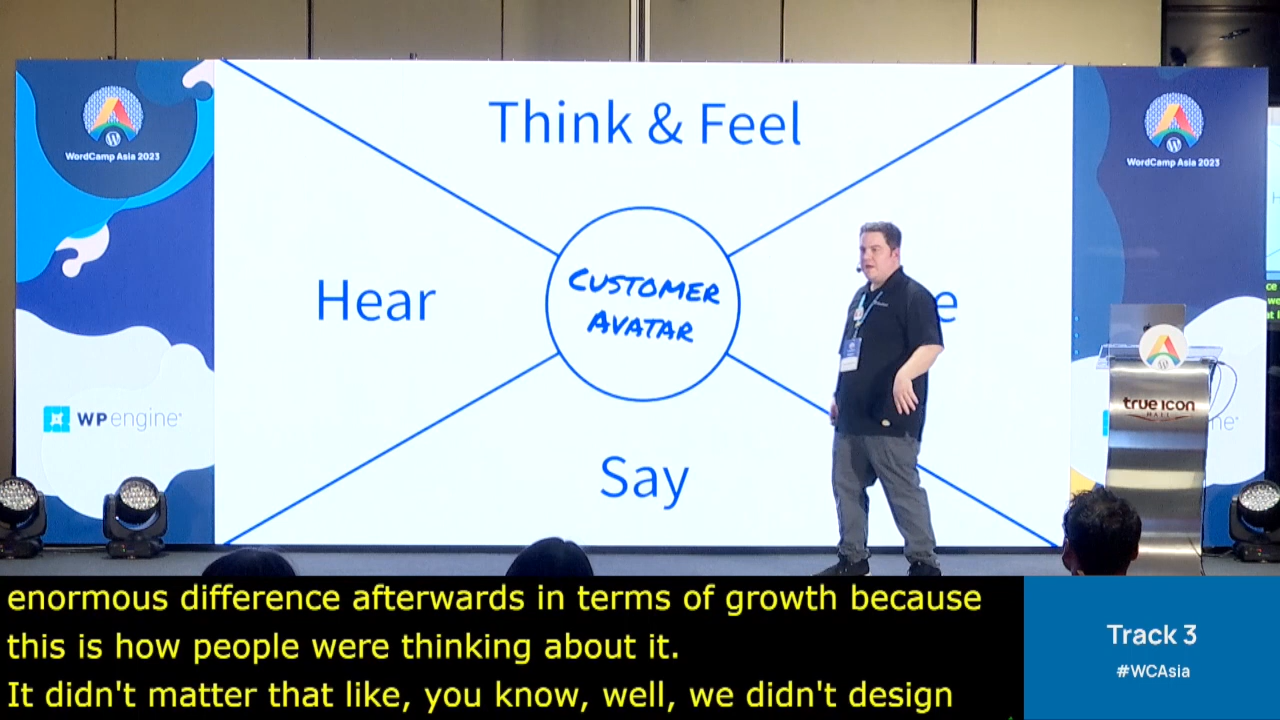 Think & Feel
Hear
CUSTOMER
AVATAR
Say
WordCamp Asia 2023
WordCamp Asia 2023
WP engine
true icon
HALL
enormous difference afterwards in terms of growth because
this is how people were thinking about it.
It didn't matter that like, you know, well, we didn't design
Track 3
#WCAsia